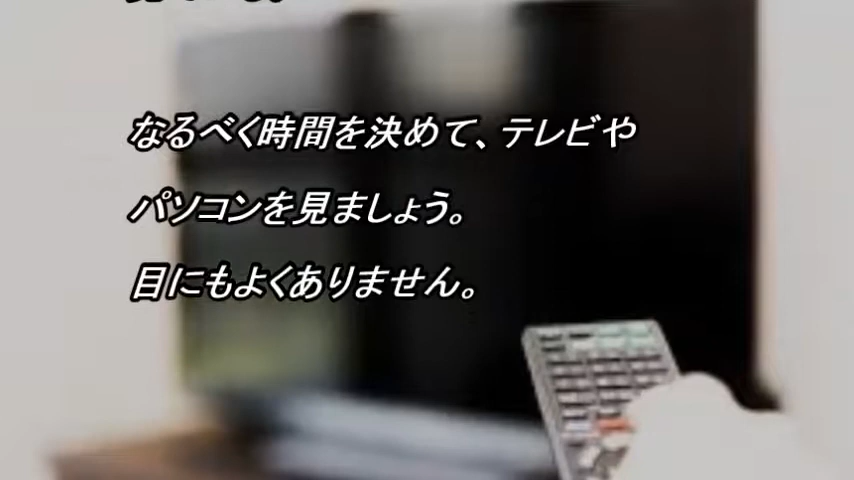 なるべく時間を決めて、テレビや
パソコンを見ましょう。
目にもよくありません。